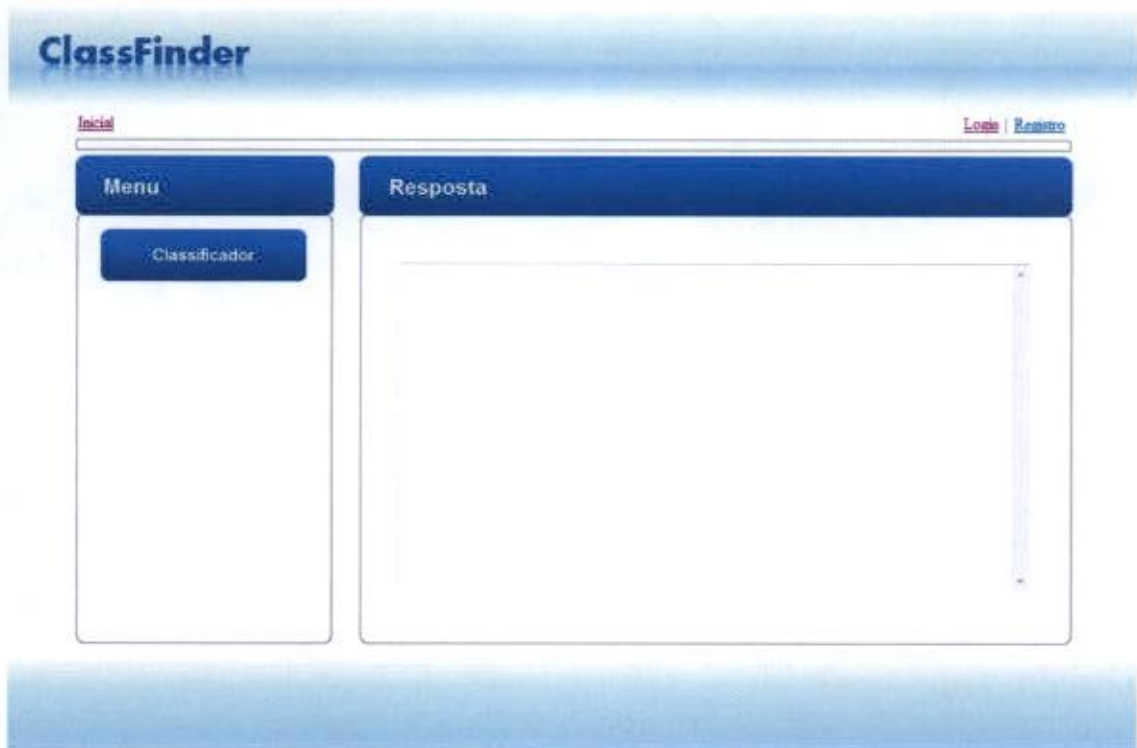 ClassFinder
Inicial
Login | Registro
Menu
Resposta
Classificador